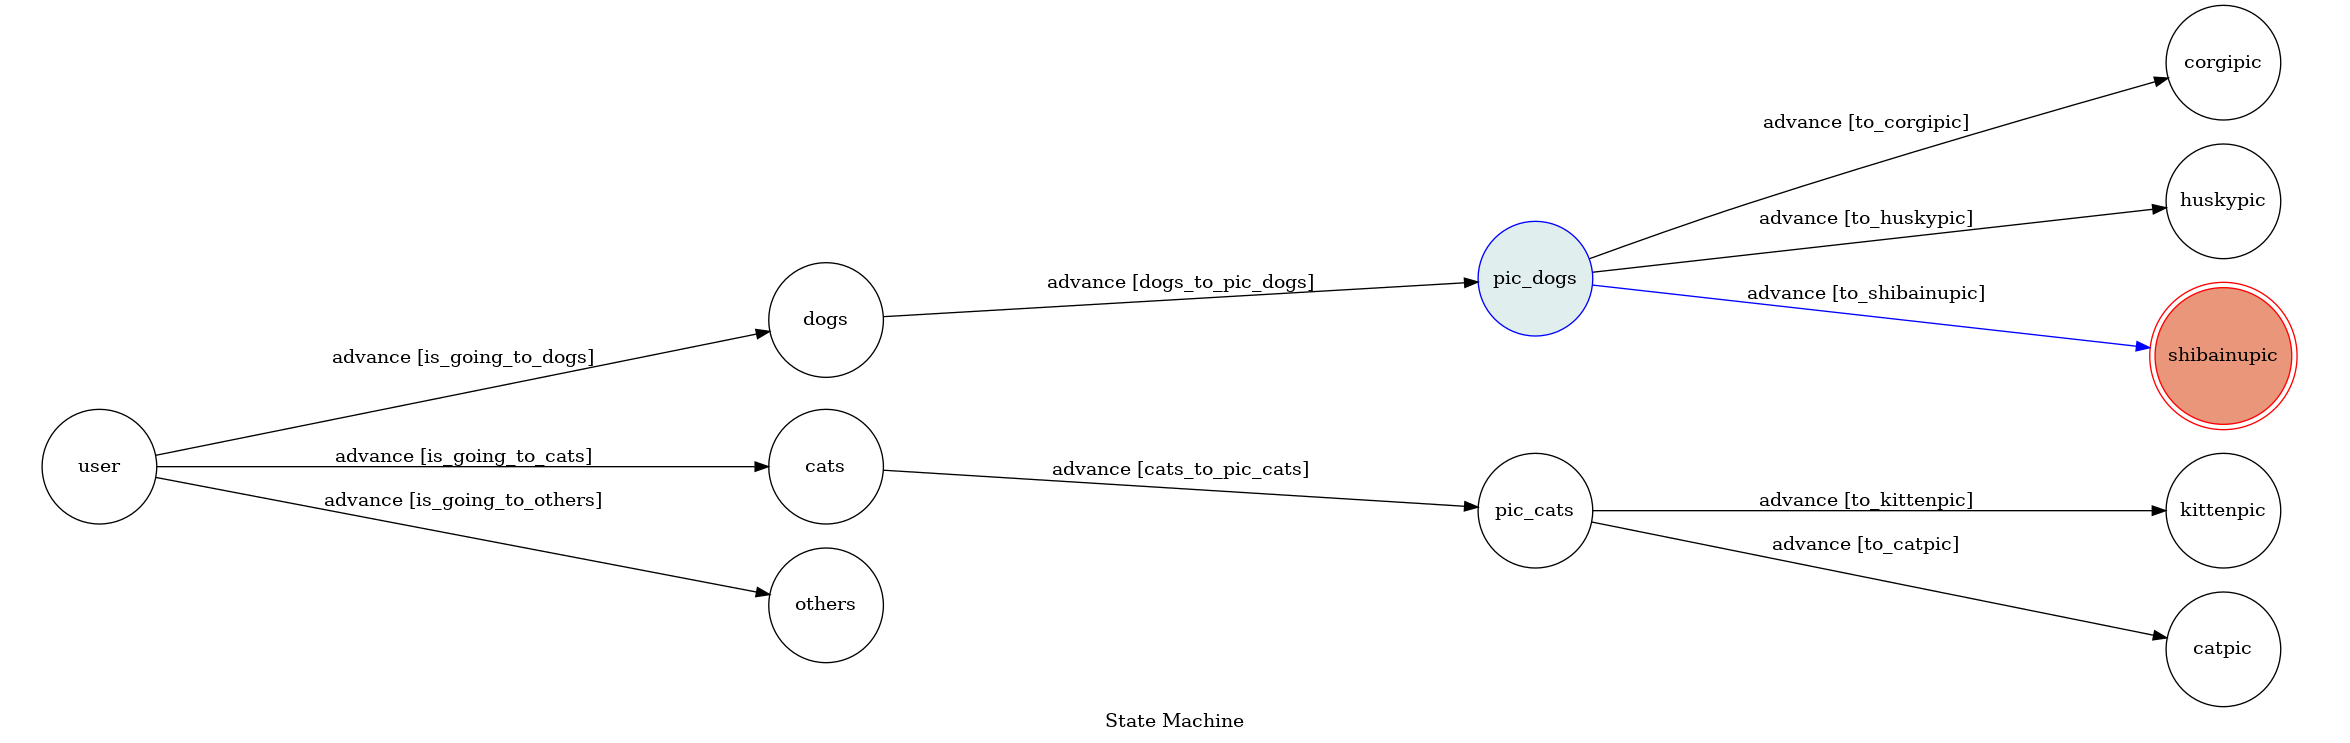 corgipic
advance [to_corgipic]
huskypic
advance [to_huskypic]
pic_dogs
advance [dogs_to_pic_dogs]
advance [to_shibainupic]
dogs
shibainupic
advance [is_going_to_dogs]
user
advance [is_going_to_cats]
cats
advance [cats_to_pic_cats]
advance [is_going_to_others]
pic_cats
advance [to_kittenpic]
kittenpic
advance [to_catpic]
others
catpic
State Machine